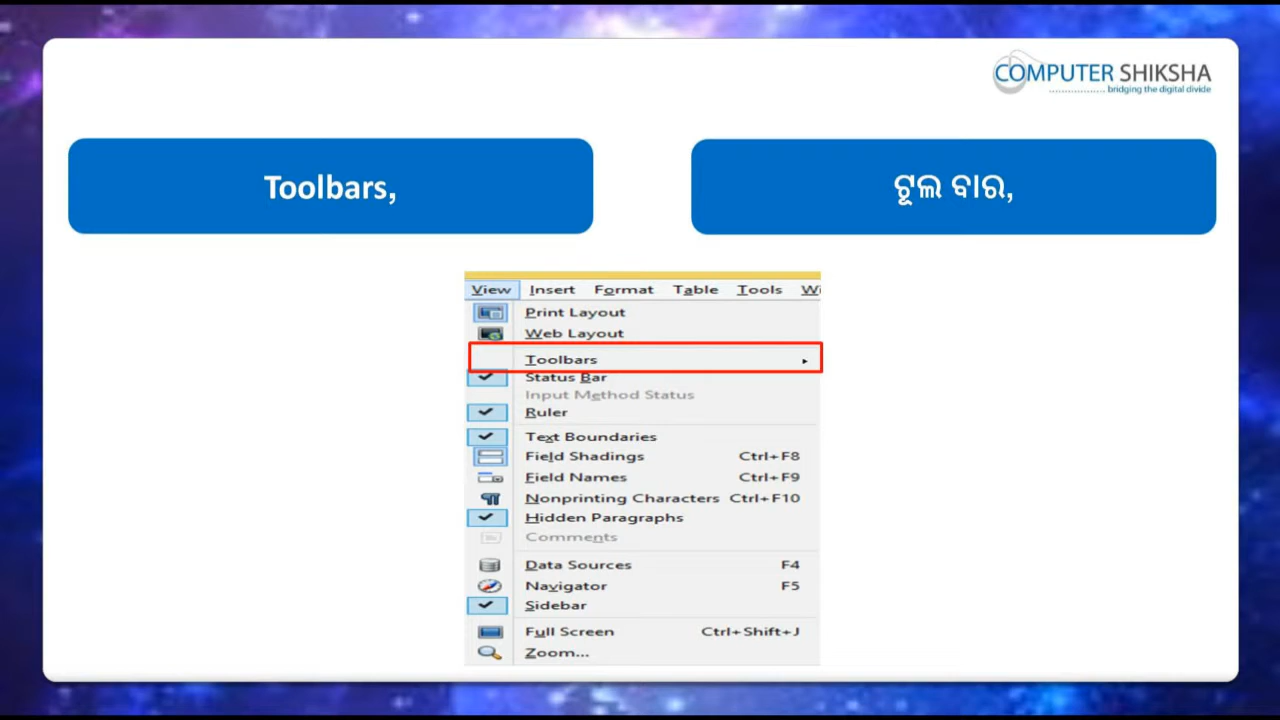 COMPUTER SHIKSHA
bridging the digital divide
Toolbars,
ଟୂଲ ବାର,
View Insert Format Table Tools Wi
Print Layout
Web Layout
Toolbars
Status Bar
Input Method Status
Ruler
Text Boundaries
Field Shadings Ctrl+F8
Field Names Ctrl+F9
Nonprinting Characters Ctrl+F10
Hidden Paragraphs
Comments
Data Sources F4
Navigator F5
Sidebar
Full Screen Ctrl+Shift+J
Zoom...